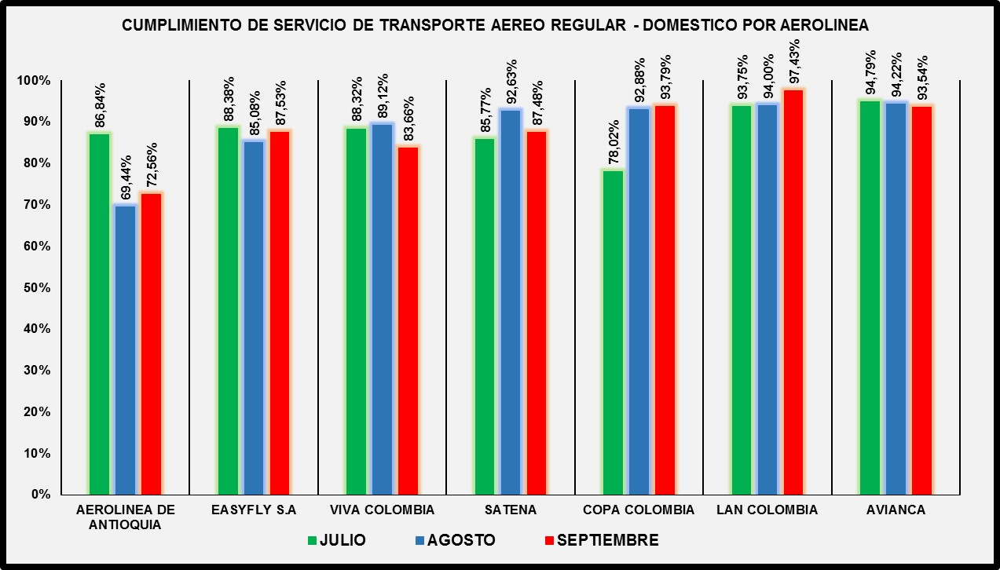 CUMPLIMIENTO DE SERVICIO DE TRANSPORTE AEREO REGULAR - DOMESTICO POR AEROLINEA
100%
90%
80%
70%
60%
50%
40%
30%
20%
10%
0%
86,84%
69,44%
72,56%
88,38%
85,08%
87,53%
88,32%
89,12%
83,66%
85,77%
92,63%
87,48%
78,02%
92,88%
93,79%
93,75%
94,00%
97,43%
94,79%
94,22%
93,54%
AEROLINEA DE
ANTIOQUIA
EASYFLY S.A
VIVA COLOMBIA
SATENA
COPA COLOMBIA
LAN COLOMBIA
AVIANCA
JULIO
AGOSTO
SEPTIEMBRE